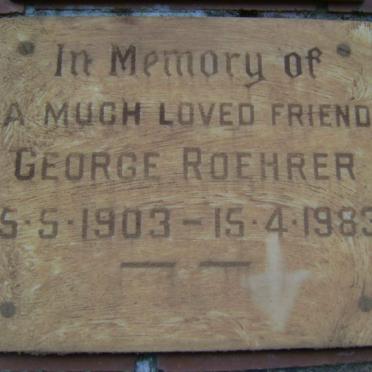 In Memory of
A MUCH LOVED FRIEND
GEORGE ROEHRER
5·5·1903 – 15·4·1983